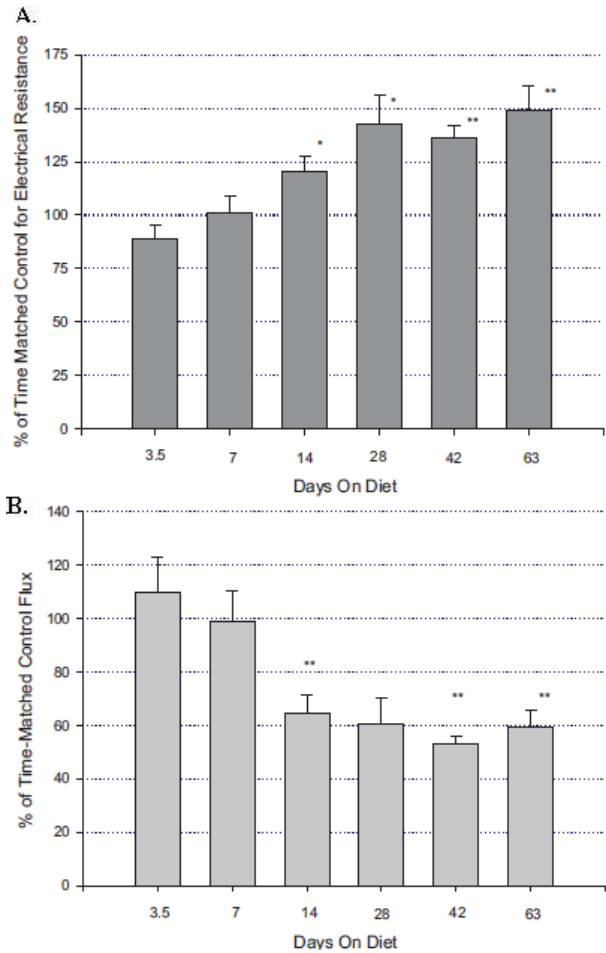 A.
% of Time Matched Control for Electrical Resistance
175
150
125
100
75
50
25
0
* * ** **
3.5 7 14 28 42 63
Days On Diet
B.
% of Time-Matched Control Flux
140
120
100
80
60
40
20
0
** ** **
3.5 7 14 28 42 63
Days On Diet